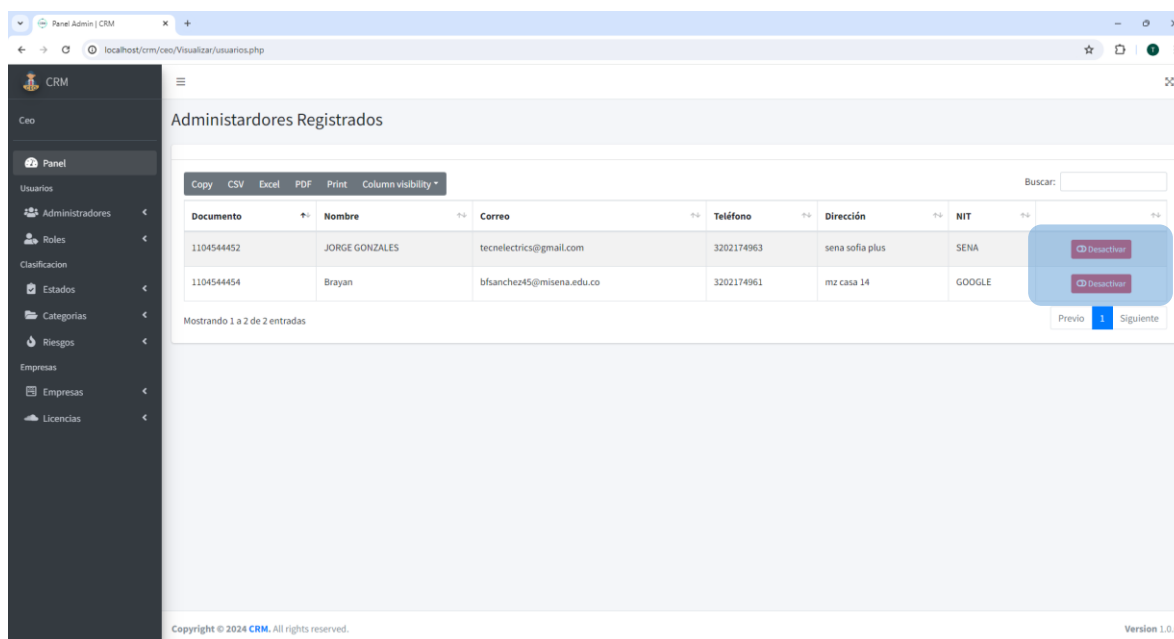 Panel Admin | CRM
localhost/crm/ceo/Visualizar/usuarios.php
CRM
Ceo
Panel
Usuarios
Administradores
Roles
Clasificacion
Estados
Categorias
Riesgos
Empresas
Empresas
Licencias
Administardores Registrados
Copy CSV Excel PDF Print Column visibility
Buscar:
Documento Nombre Correo Teléfono Dirección NIT
1104544452 JORGE GONZALES tecnelectrics@gmail.com 3202174963 sena sofia plus SENA Desactivar
1104544454 Brayan bfsanchez45@misena.edu.co 3202174961 mz casa 14 GOOGLE Desactivar
Mostrando 1 a 2 de 2 entradas
Previo 1 Siguiente
Copyright © 2024 CRM. All rights reserved.
Version 1.0.